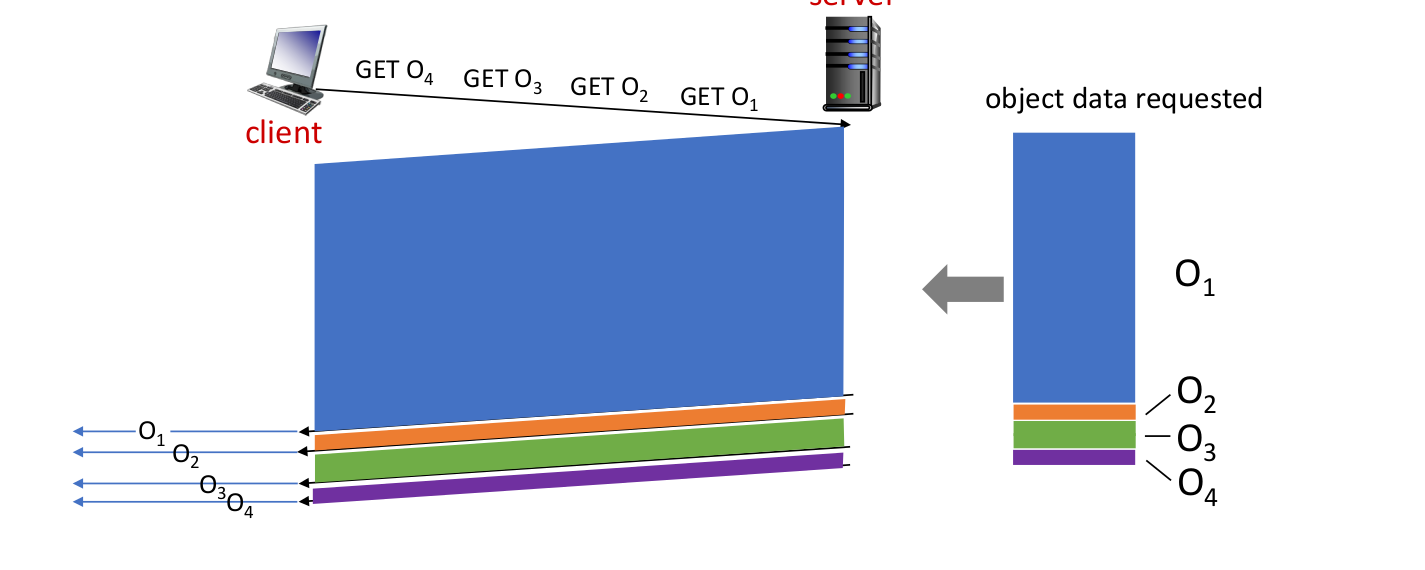 server
GET O₄ GET O₃ GET O₂ GET O₁
client
object data requested
O₁
O₂
O₃
O₄
O₁
O₂
O₃
O₄